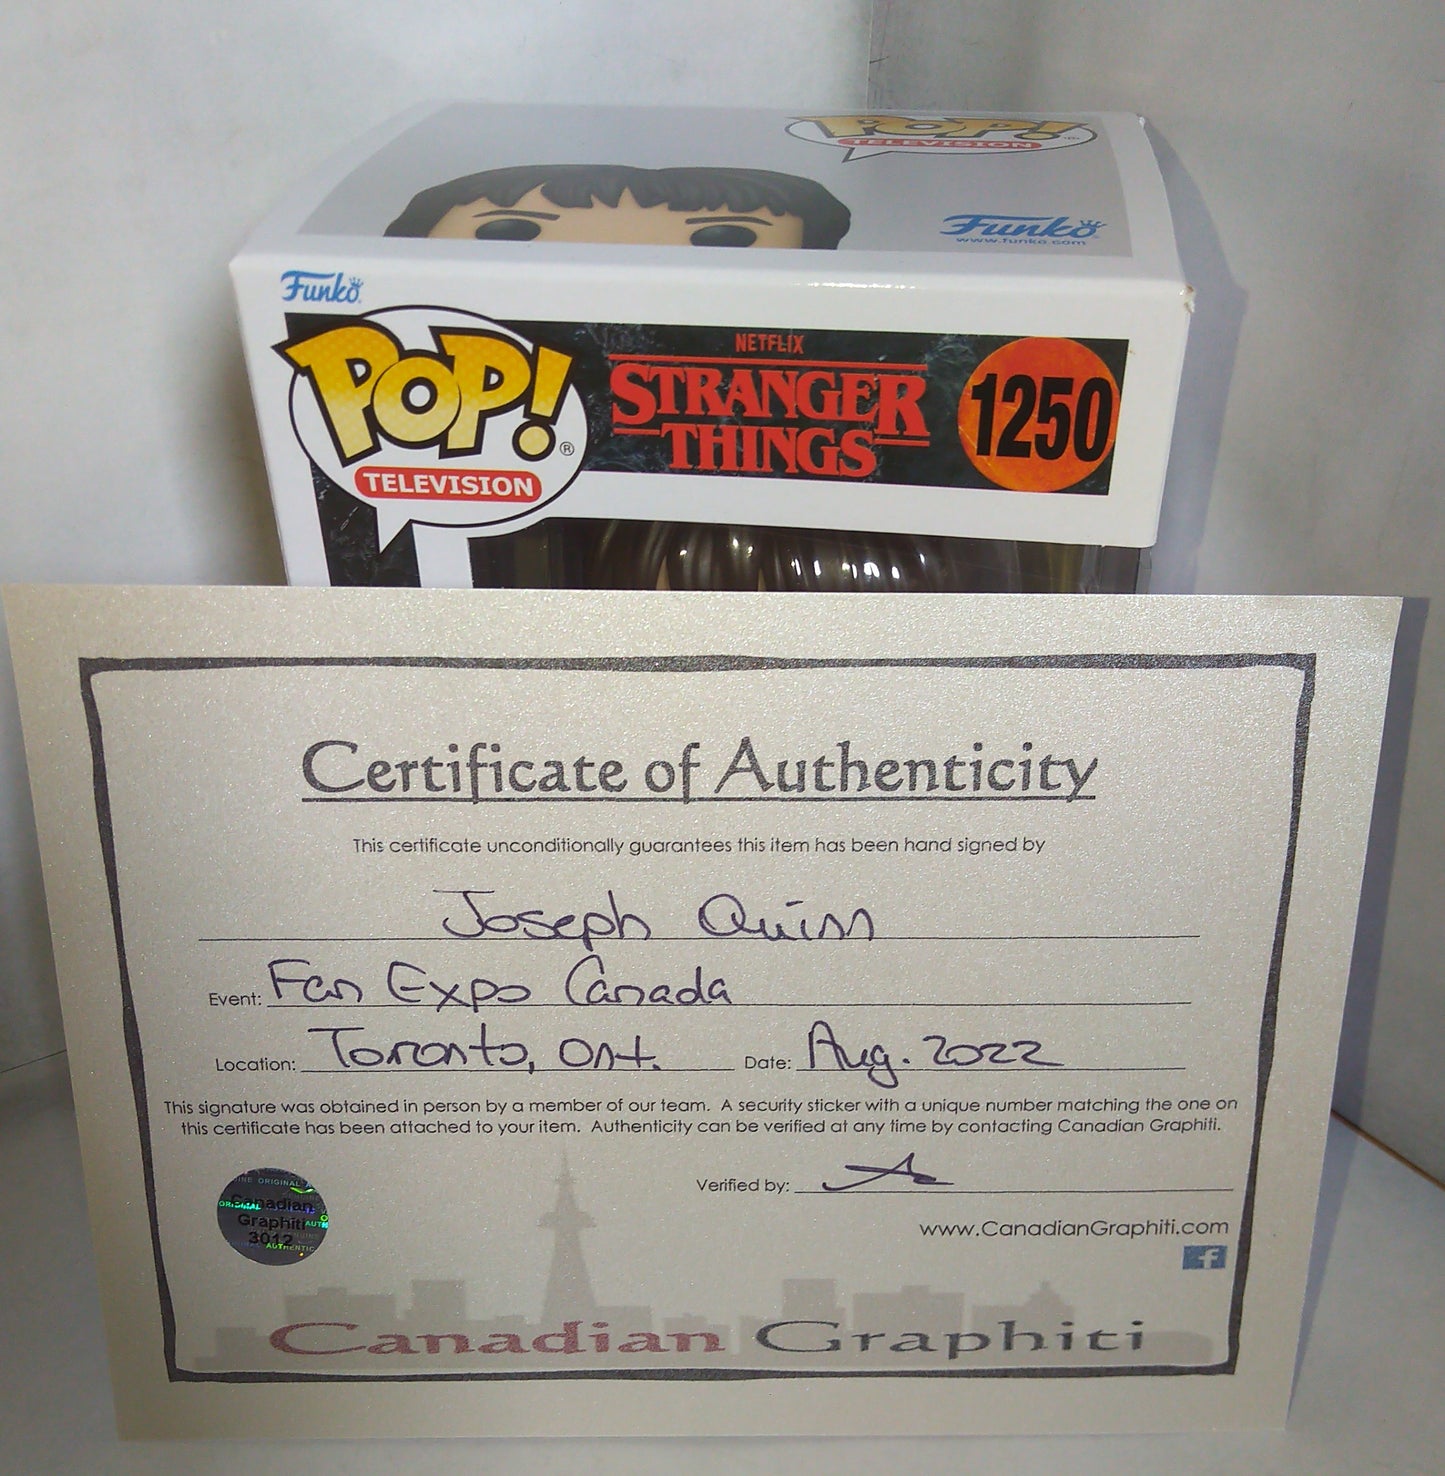 POP!
TELEVISION
Funko
www.funko.com
Funko
POP!
TELEVISION
NETFLIX
STRANGER
THINGS
1250
Certificate of Authenticity
This certificate unconditionally guarantees this item has been hand signed by
Joseph Quinn
Event: Fan Expo Canada
Location: Toronto, Ont. Date: Aug. 2022
This signature was obtained in person by a member of our team. A security sticker with a unique number matching the one on
this certificate has been attached to your item. Authenticity can be verified at any time by contacting Canadian Graphiti.
Verified by:
www.CanadianGraphiti.com
f
Canadian
Graphiti
3012
Canadian Graphiti